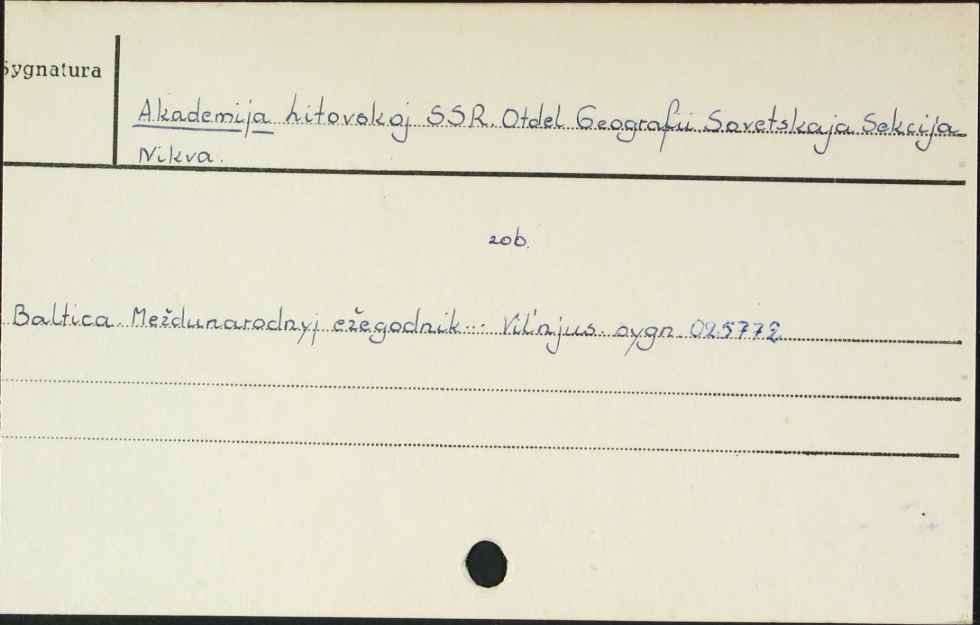 Sygnatura
Akademija Litovskoj SSR. Otdel Geografii Sovetskaja Sekcija
Nikva.
zob.
Baltica Meždunarodnyj ežegodnik... Vil'njus. sygn. 025772